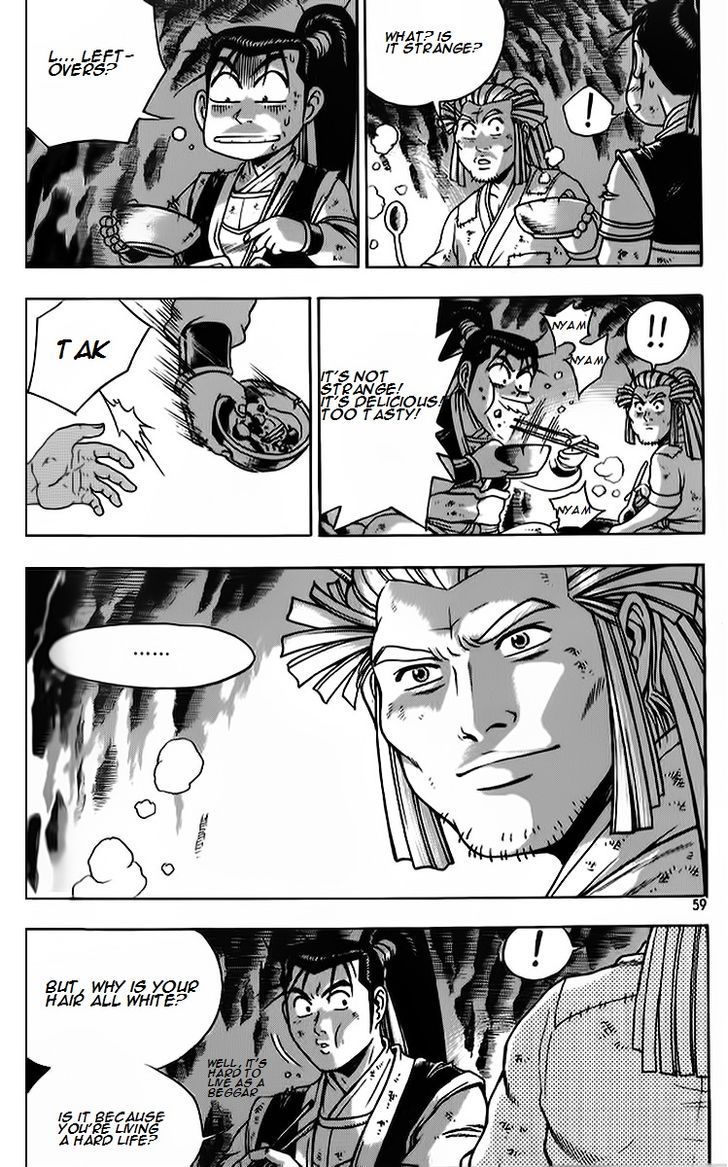 L... LEFT-
OVERS?
WHAT? IS
IT STRANGE?
!
TAK
IT'S NOT
STRANGE!
IT'S DELICIOUS!
TOO TASTY!
NYAM
NYAM
NYAM
!!
......
59
BUT, WHY IS YOUR
HAIR ALL WHITE?
IS IT BECAUSE
YOU'RE LIVING
A HARD LIFE?
WELL, IT'S
HARD TO
LIVE AS A
BEGGAR
!